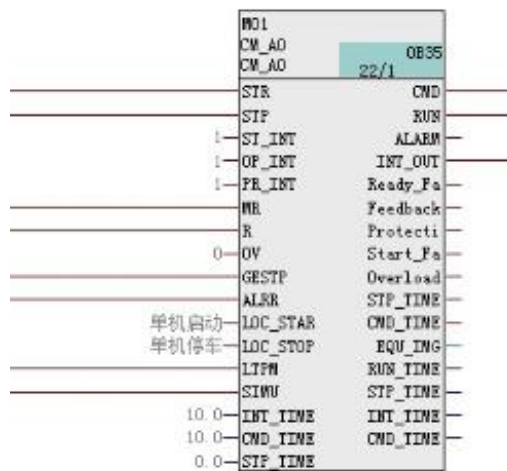 M01
CM_AO
CM_AO
OB35
22/1
STR CMD
STP RUN
1 ST_INT ALARM
1 OP_INT INT_OUT
1 PR_INT Ready_Fa
MR Feedback
R Protecti
0 OV Start_Fa
GESTP Overload
ALRR STP_TIME
单机启动 LOC_STAR CMD_TIME
单机停车 LOC_STOP EQU_IMG
LTPM RUN_TIME
SIMU STP_TIME
10.0 INT_TIME INT_TIME
10.0 CMD_TIME CMD_TIME
0.0 STP_TIME